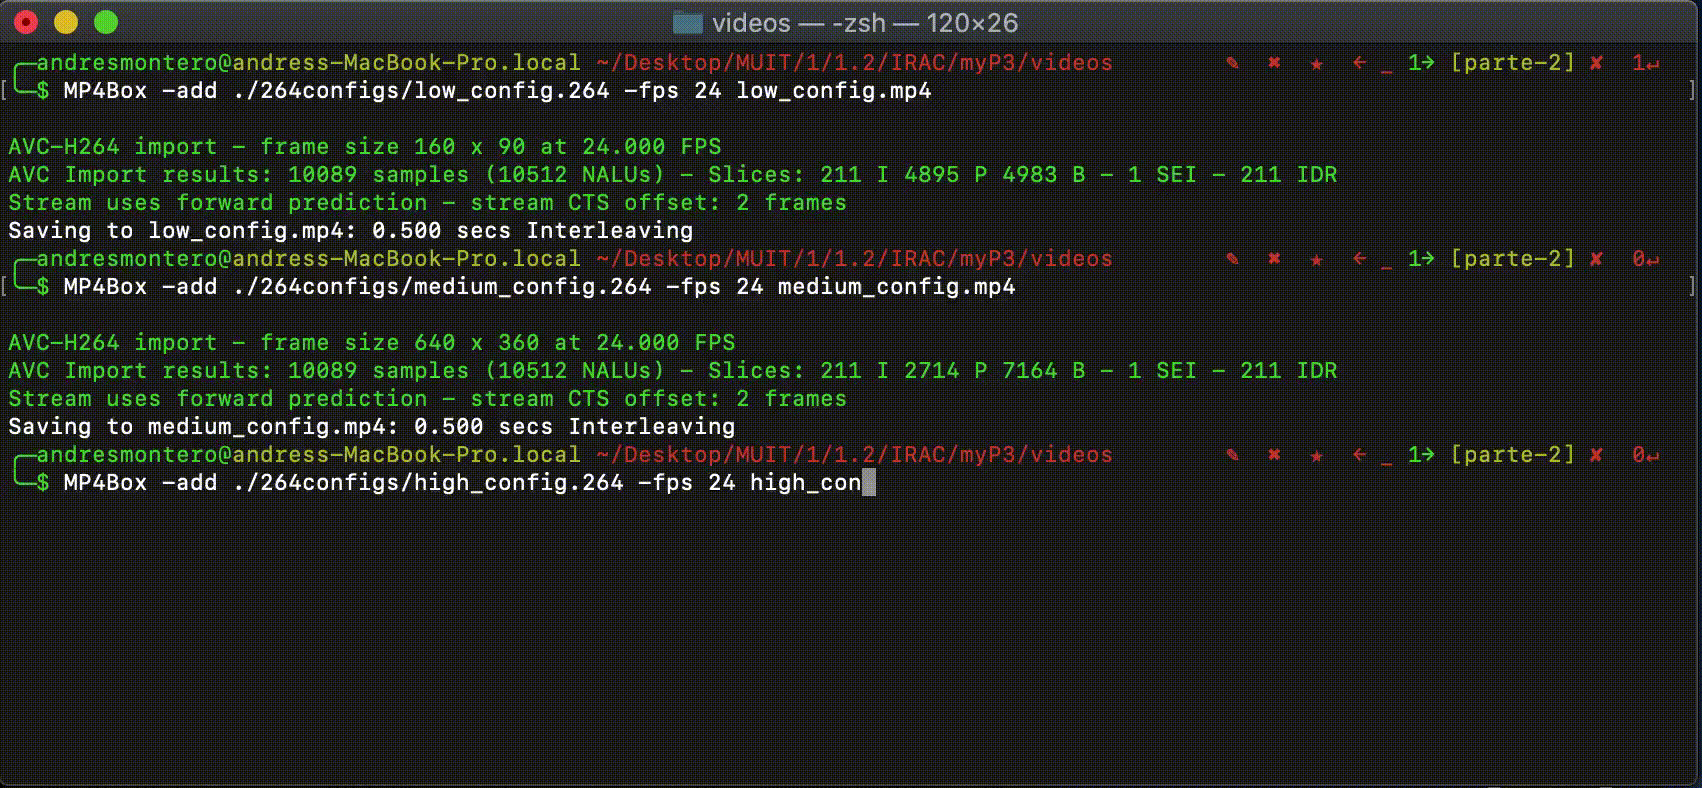 videos — -zsh — 120×26
andresmontero@andress-MacBook-Pro.local ~/Desktop/MUIT/1/1.2/IRAC/myP3/videos ✎ ✖ ★ ← _ 1→ [parte-2] ✘ 1↵
[ $ MP4Box -add ./264configs/low_config.264 -fps 24 low_config.mp4 ]
AVC-H264 import - frame size 160 x 90 at 24.000 FPS
AVC Import results: 10089 samples (10512 NALUs) - Slices: 211 I 4895 P 4983 B - 1 SEI - 211 IDR
Stream uses forward prediction - stream CTS offset: 2 frames
Saving to low_config.mp4: 0.500 secs Interleaving
andresmontero@andress-MacBook-Pro.local ~/Desktop/MUIT/1/1.2/IRAC/myP3/videos ✎ ✖ ★ ← _ 1→ [parte-2] ✘ 0↵
[ $ MP4Box -add ./264configs/medium_config.264 -fps 24 medium_config.mp4 ]
AVC-H264 import - frame size 640 x 360 at 24.000 FPS
AVC Import results: 10089 samples (10512 NALUs) - Slices: 211 I 2714 P 7164 B - 1 SEI - 211 IDR
Stream uses forward prediction - stream CTS offset: 2 frames
Saving to medium_config.mp4: 0.500 secs Interleaving
andresmontero@andress-MacBook-Pro.local ~/Desktop/MUIT/1/1.2/IRAC/myP3/videos ✎ ✖ ★ ← _ 1→ [parte-2] ✘ 0↵
$ MP4Box -add ./264configs/high_config.264 -fps 24 high_con